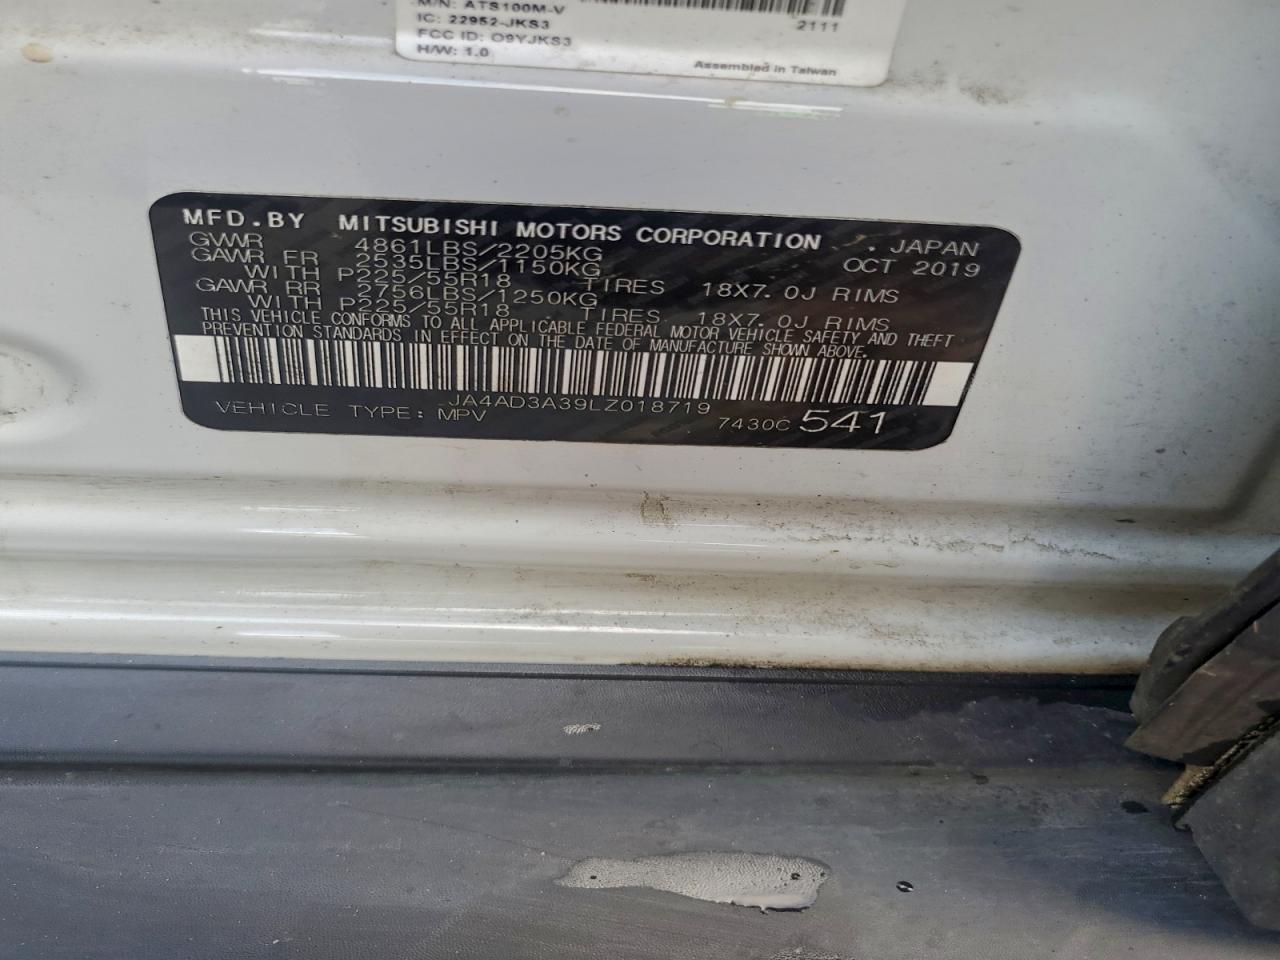 M/N: ATS100M-V
IC: 22952-JKS3
FCC ID: O9YJKS3
H/W: 1.0
2111
Assembled in Taiwan
MFD.BY MITSUBISHI MOTORS CORPORATION . JAPAN
GVWR 4861LBS/2205KG OCT 2019
GAWR FR 2535LBS/1150KG
WITH P225/55R18 TIRES 18X7.0J RIMS
GAWR RR 2756LBS/1250KG
WITH P225/55R18 TIRES 18X7.0J RIMS
THIS VEHICLE CONFORMS TO ALL APPLICABLE FEDERAL MOTOR VEHICLE SAFETY AND THEFT
PREVENTION STANDARDS IN EFFECT ON THE DATE OF MANUFACTURE SHOWN ABOVE.
JA4AD3A39LZ018719
VEHICLE TYPE: MPV 7430C 541